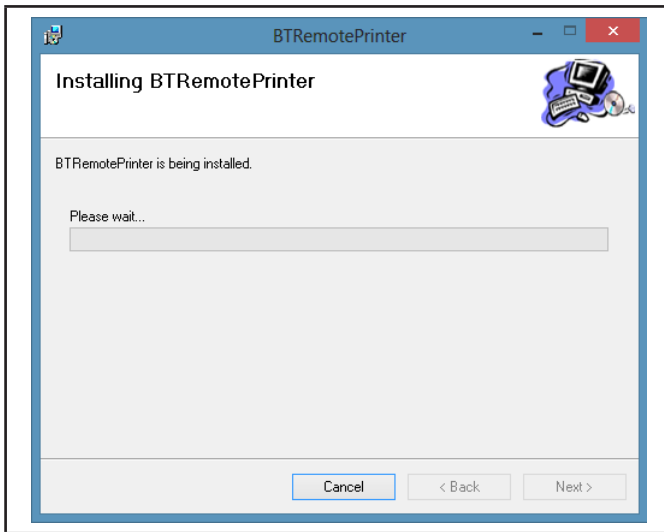 BTRemotePrinter
Installing BTRemotePrinter
BTRemotePrinter is being installed.
Please wait...
Cancel < Back Next >